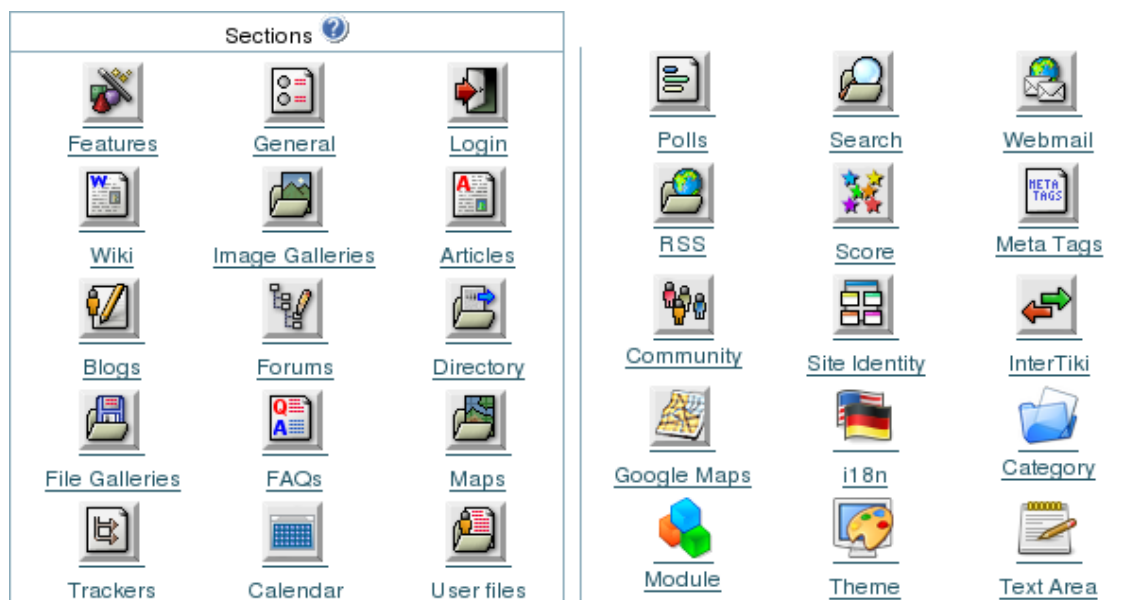 Sections ?
Features General Login
W A
Wiki Image Galleries Articles
Blogs Forums Directory
Q
A
File Galleries FAQs Maps
Trackers Calendar User files
Polls Search Webmail
META
TAGS
RSS Score Meta Tags
Community Site Identity InterTiki
Google Maps i18n Category
Module Theme Text Area